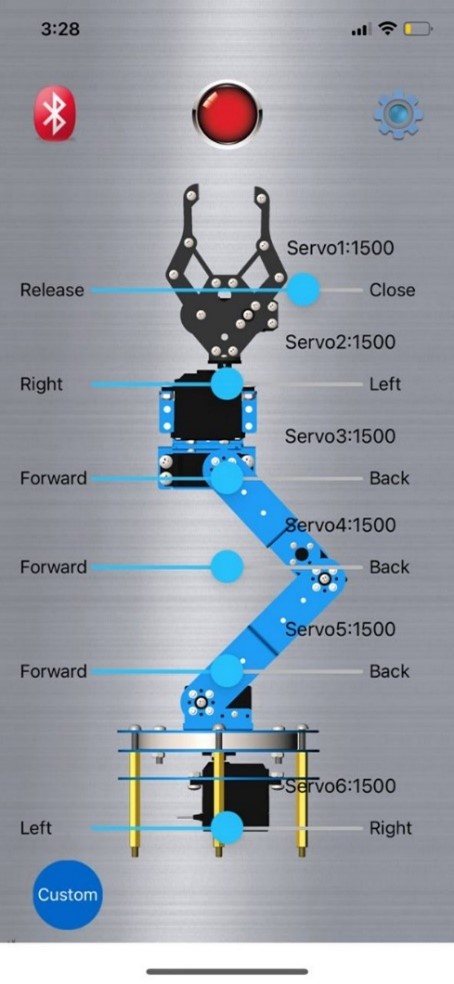 3:28
Servo1:1500
Release Close
Servo2:1500
Right Left
Servo3:1500
Forward Back
Servo4:1500
Forward Back
Servo5:1500
Forward Back
Servo6:1500
Left Right
Custom